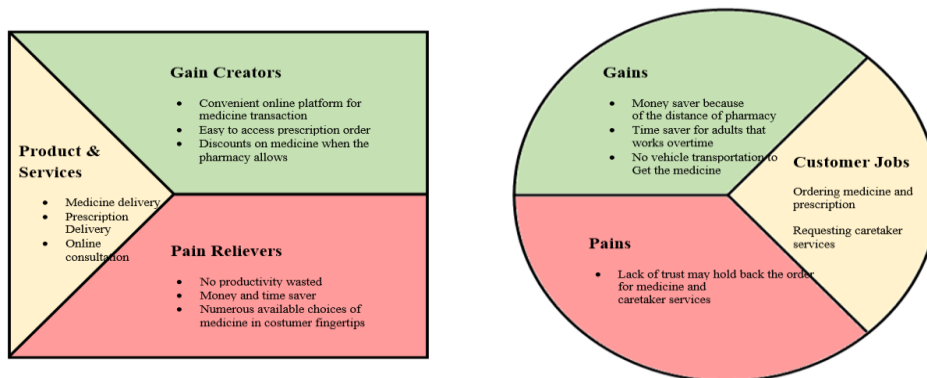 Gain Creators
• Convenient online platform for
medicine transaction
• Easy to access prescription order
• Discounts on medicine when the
pharmacy allows
Product &
Services
• Medicine delivery
• Prescription
Delivery
• Online
consultation
Pain Relievers
• No productivity wasted
• Money and time saver
• Numerous available choices of
medicine in costumer fingertips
Gains
• Money saver because
of the distance of pharmacy
• Time saver for adults that
works overtime
• No vehicle transportation to
Get the medicine
Customer Jobs
Ordering medicine and
prescription
Requesting caretaker
services
Pains
• Lack of trust may hold back the order
for medicine and
caretaker services